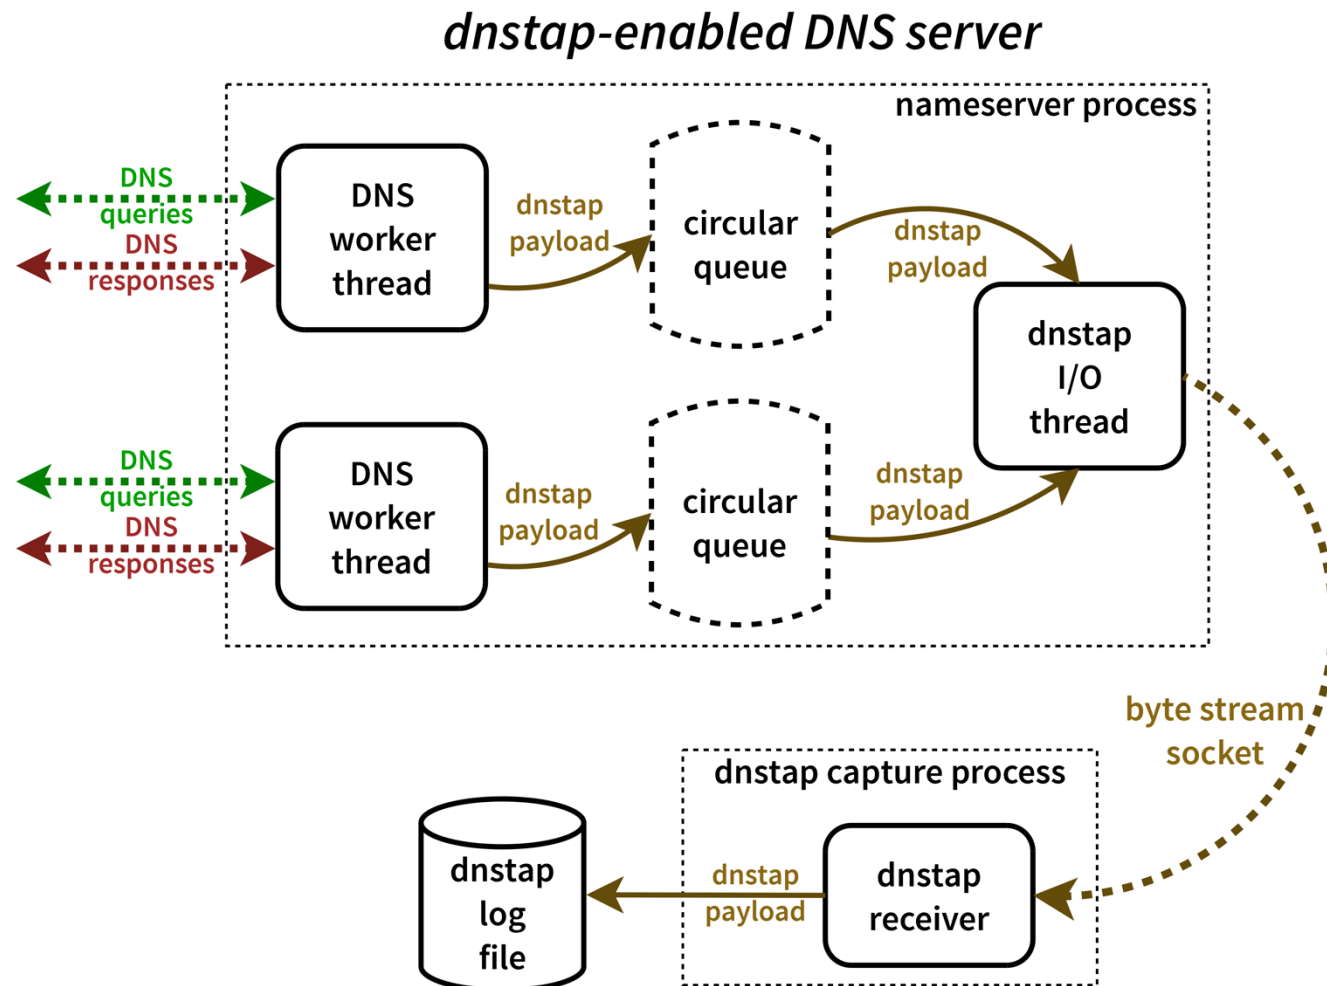 dnstap-enabled DNS server
nameserver process
DNS
queries
DNS
responses
DNS
worker
thread
dnstap
payload
circular
queue
dnstap
payload
dnstap
I/O
thread
DNS
queries
DNS
responses
DNS
worker
thread
dnstap
payload
circular
queue
dnstap
payload
byte stream
socket
dnstap capture process
dnstap
receiver
dnstap
payload
dnstap
log
file